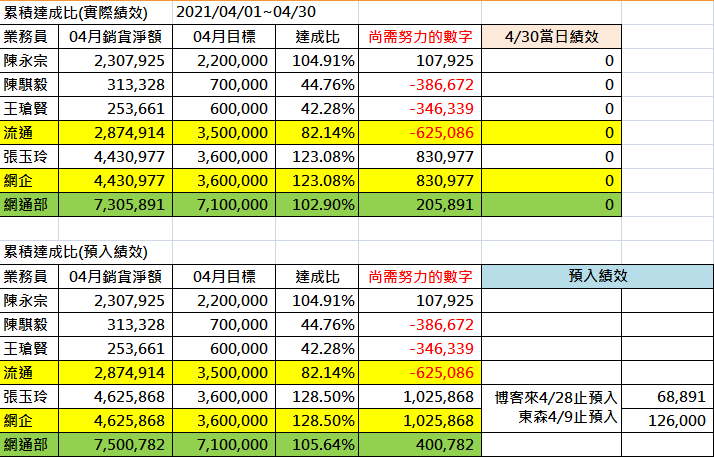 累積達成比(實際績效) 2021/04/01~04/30
業務員 04月銷貨淨額 04月目標 達成比 尚需努力的數字 4/30當日績效
陳永宗 2,307,925 2,200,000 104.91% 107,925 0
陳騏毅 313,328 700,000 44.76% -386,672 0
王瑲賢 253,661 600,000 42.28% -346,339 0
流通 2,874,914 3,500,000 82.14% -625,086 0
張玉玲 4,430,977 3,600,000 123.08% 830,977 0
網企 4,430,977 3,600,000 123.08% 830,977 0
網通部 7,305,891 7,100,000 102.90% 205,891 0
累積達成比(預入績效)
業務員 04月銷貨淨額 04月目標 達成比 尚需努力的數字 預入績效
陳永宗 2,307,925 2,200,000 104.91% 107,925
陳騏毅 313,328 700,000 44.76% -386,672
王瑲賢 253,661 600,000 42.28% -346,339
流通 2,874,914 3,500,000 82.14% -625,086
張玉玲 4,625,868 3,600,000 128.50% 1,025,868 博客來4/28止預入 68,891
網企 4,625,868 3,600,000 128.50% 1,025,868 東森4/9止預入 126,000
網通部 7,500,782 7,100,000 105.64% 400,782